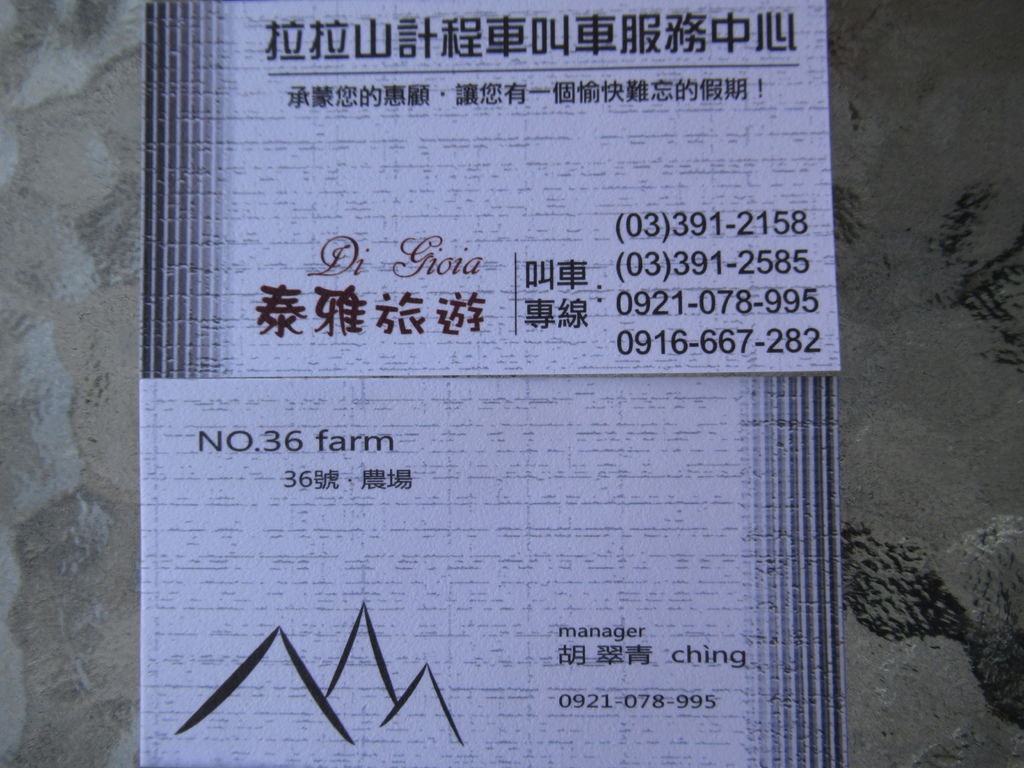 拉拉山計程車叫車服務中心
承蒙您的惠顧·讓您有一個愉快難忘的假期!
Di Gioia
泰雅旅遊
叫車
專線:
(03)391-2158
(03)391-2585
0921-078-995
0916-667-282
NO.36 farm
36號·農場
manager
胡 翠青 chìng
0921-078-995